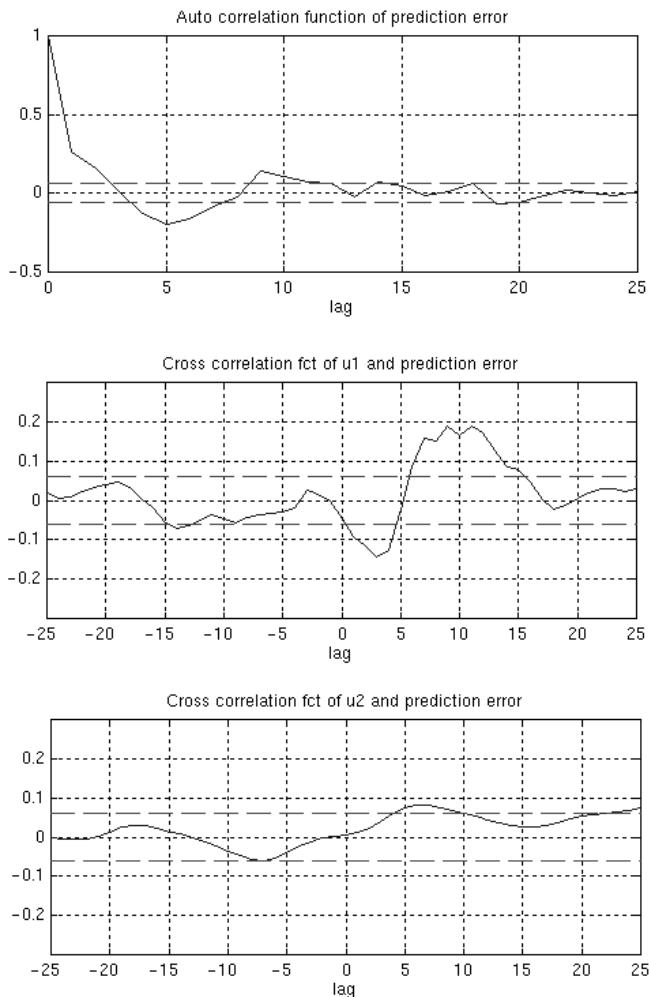 Auto correlation function of prediction error
1
0.5
0
−0.5
0 5 10 15 20 25
lag
Cross correlation fct of u1 and prediction error
0.2
0.1
0
−0.1
−0.2
−25 −20 −15 −10 −5 0 5 10 15 20 25
lag
Cross correlation fct of u2 and prediction error
0.2
0.1
0
−0.1
−0.2
−25 −20 −15 −10 −5 0 5 10 15 20 25
lag